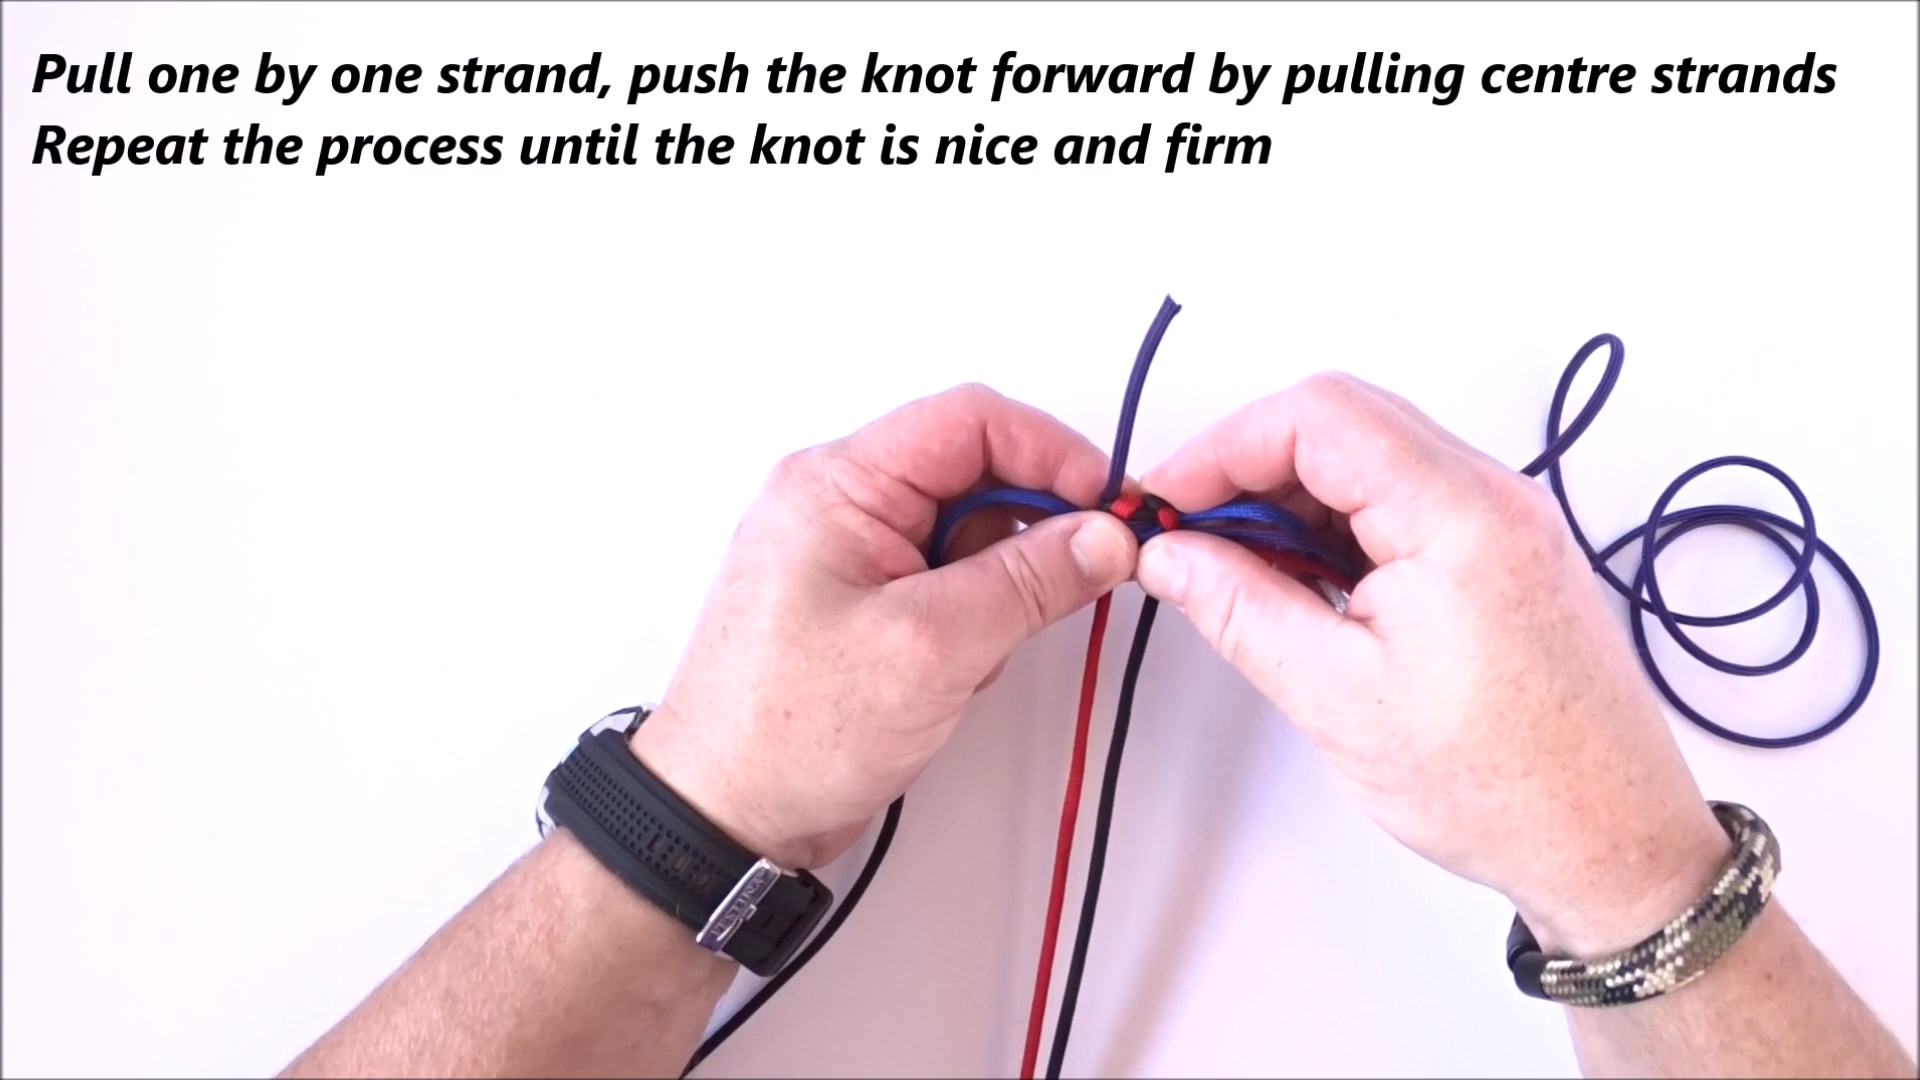 Pull one by one strand, push the knot forward by pulling centre strands
Repeat the process until the knot is nice and firm